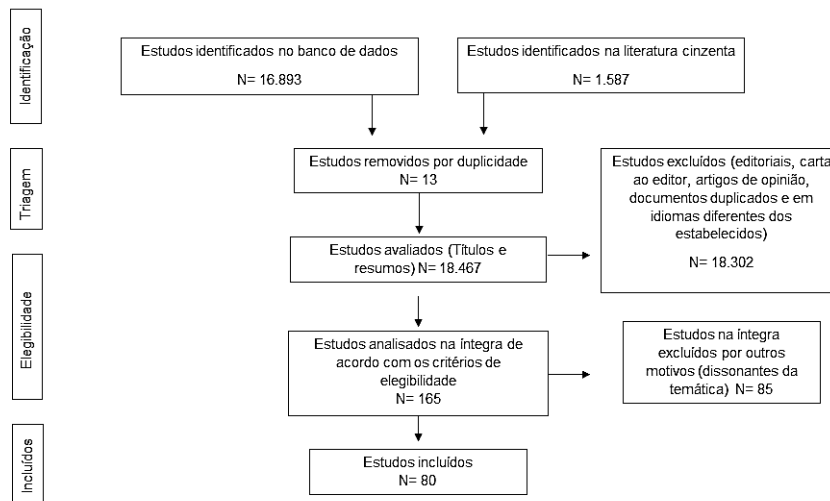 Identificação
Estudos identificados no banco de dados
N= 16.893
Estudos identificados na literatura cinzenta
N= 1.587
Triagem
Estudos removidos por duplicidade
N= 13
Estudos excluídos (editoriais, carta
ao editor, artigos de opinião,
documentos duplicados e em
idiomas diferentes dos
estabelecidos)
N= 18.302
Estudos avaliados (Títulos e
resumos) N= 18.467
Elegibilidade
Estudos analisados na íntegra de
acordo com os critérios de
elegibilidade
N= 165
Estudos na íntegra
excluídos por outros
motivos (dissonantes da
temática) N= 85
Incluídos
Estudos incluídos
N= 80